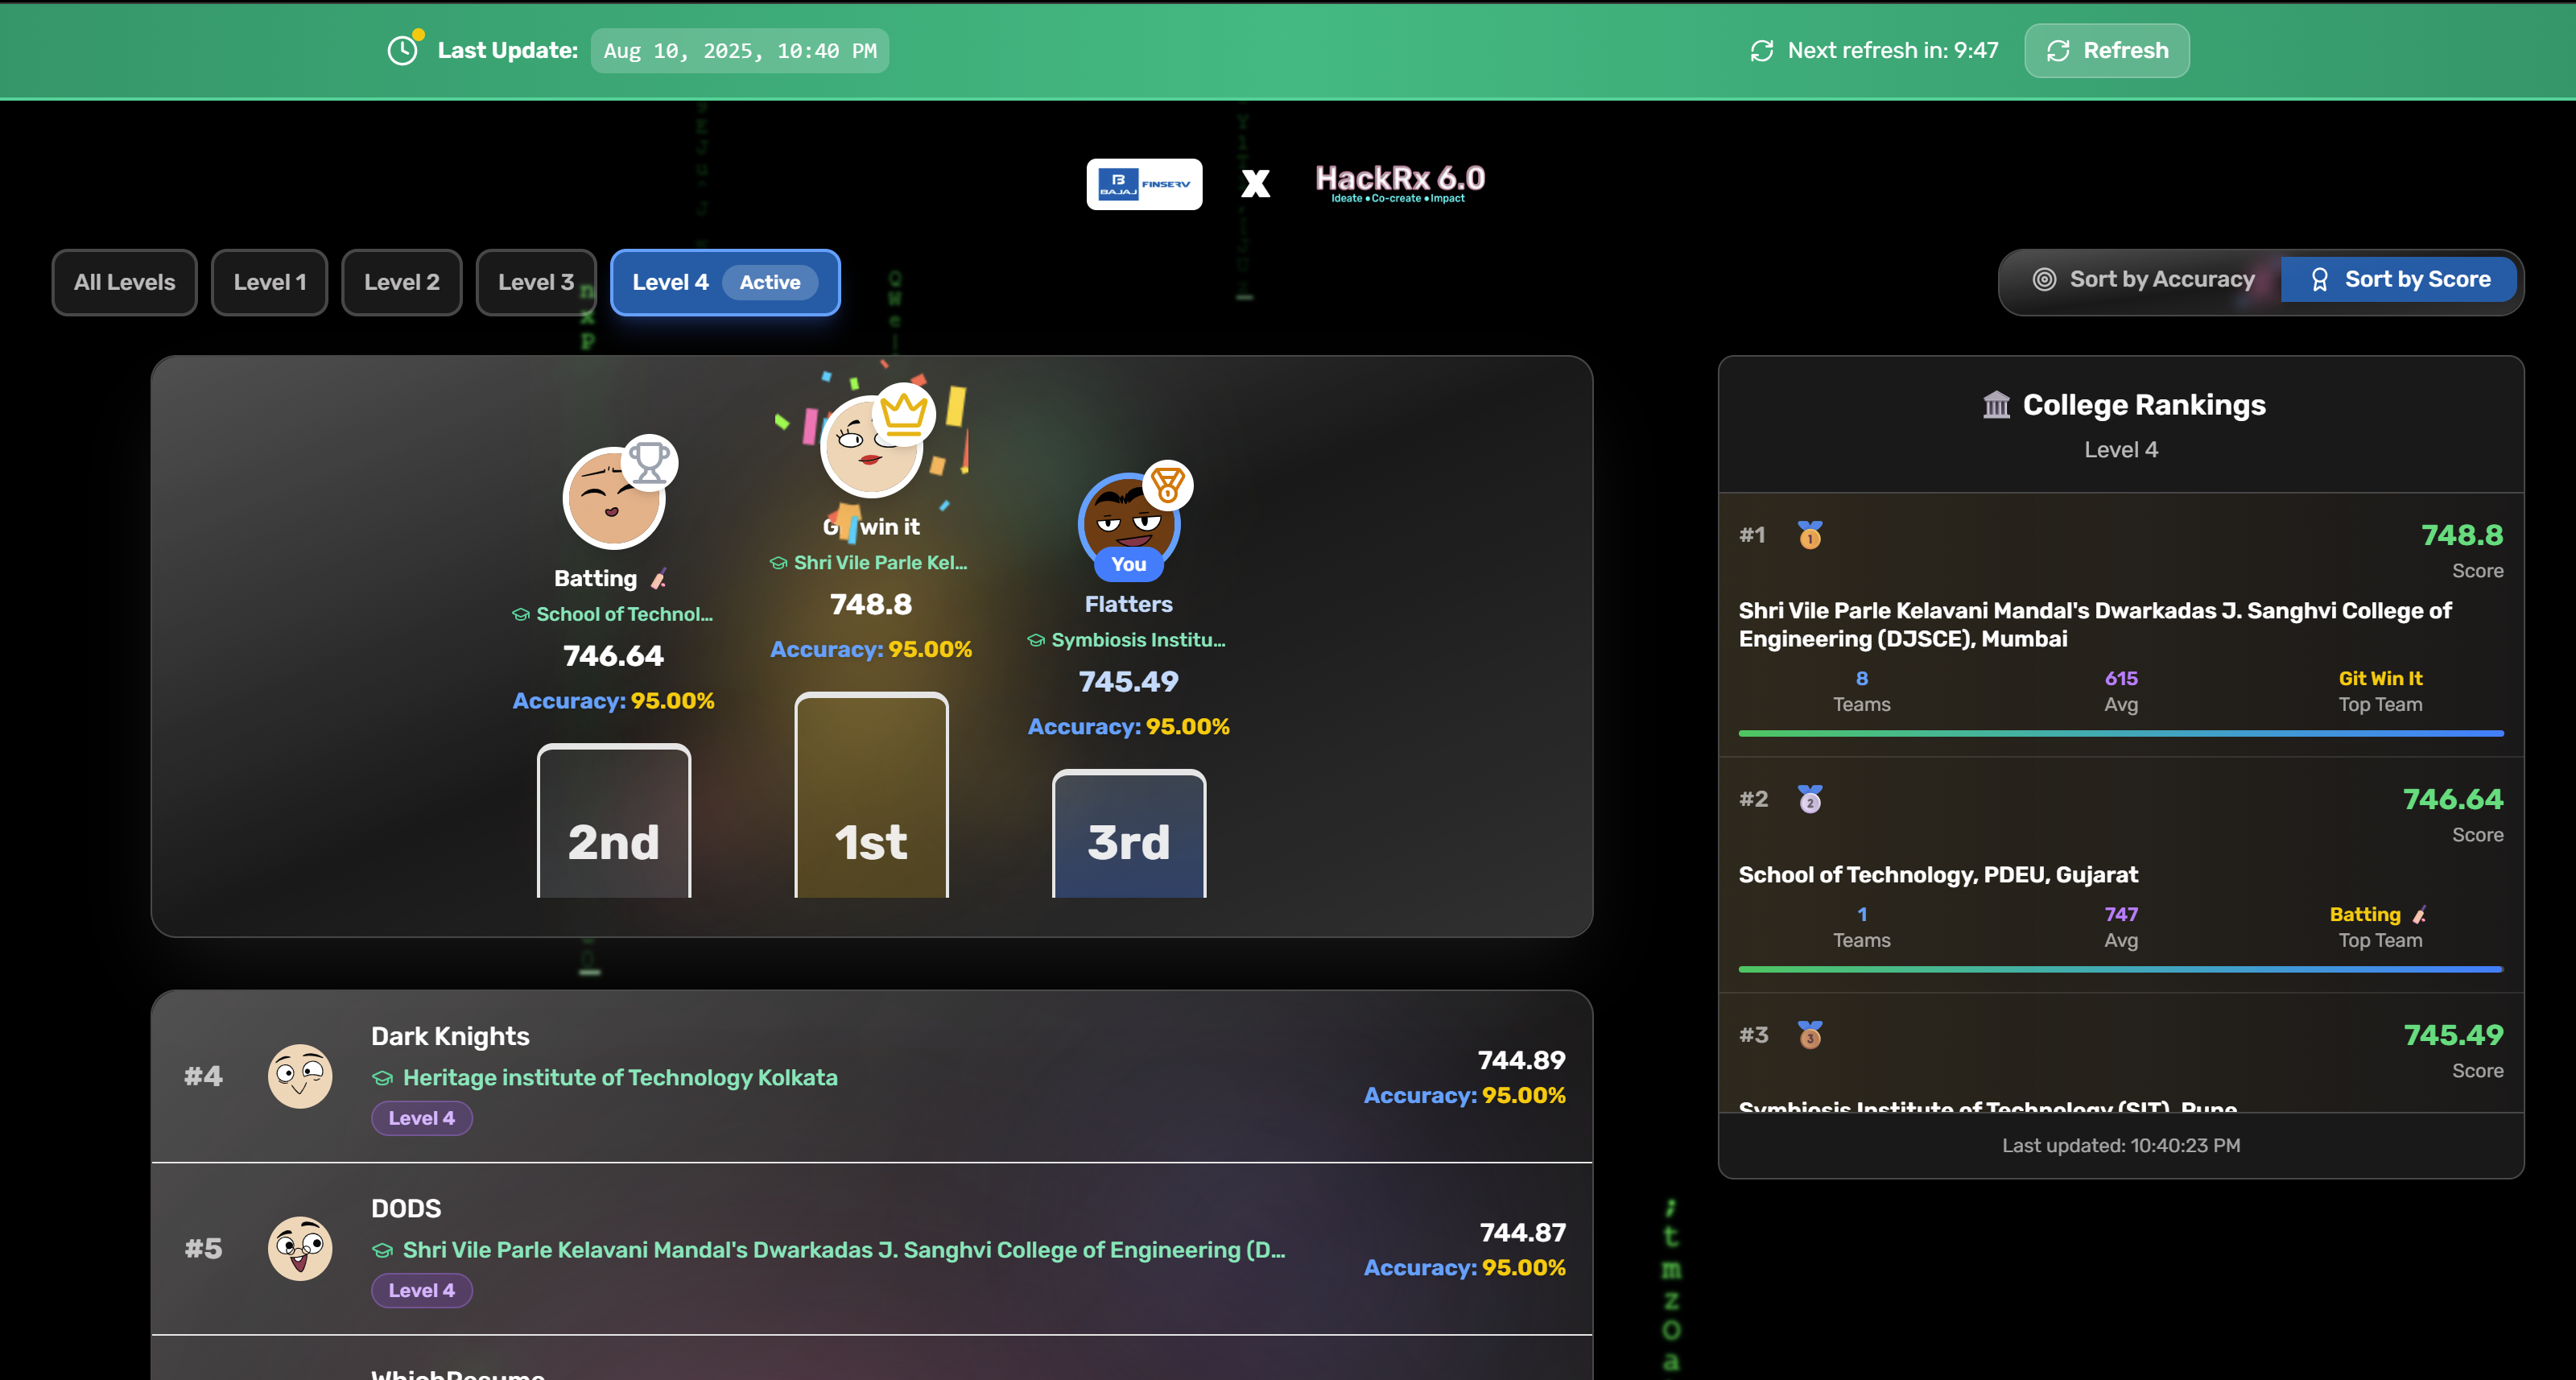 Last Update: Aug 10, 2025, 10:40 PM
Next refresh in: 9:47
Refresh
BAJAJ FINSERV
X
HackRx 6.0
Ideate • Co-create • Impact
All Levels
Level 1
Level 2
Level 3
Level 4 Active
Sort by Accuracy
Sort by Score
Batting
School of Technol...
746.64
Accuracy: 95.00%
2nd
win it
Shri Vile Parle Kel...
748.8
Accuracy: 95.00%
1st
You
Flatters
Symbiosis Institu...
745.49
Accuracy: 95.00%
3rd
#4
Dark Knights
Heritage institute of Technology Kolkata
Level 4
744.89
Accuracy: 95.00%
#5
DODS
Shri Vile Parle Kelavani Mandal's Dwarkadas J. Sanghvi College of Engineering (D...
Level 4
744.87
Accuracy: 95.00%
College Rankings
Level 4
#1
748.8
Score
Shri Vile Parle Kelavani Mandal's Dwarkadas J. Sanghvi College of
Engineering (DJSCE), Mumbai
8 615 Git Win It
Teams Avg Top Team
#2
746.64
Score
School of Technology, PDEU, Gujarat
1 747 Batting
Teams Avg Top Team
#3
745.49
Score
Symbiosis Institute of Technology (SIT), Pune
Last updated: 10:40:23 PM